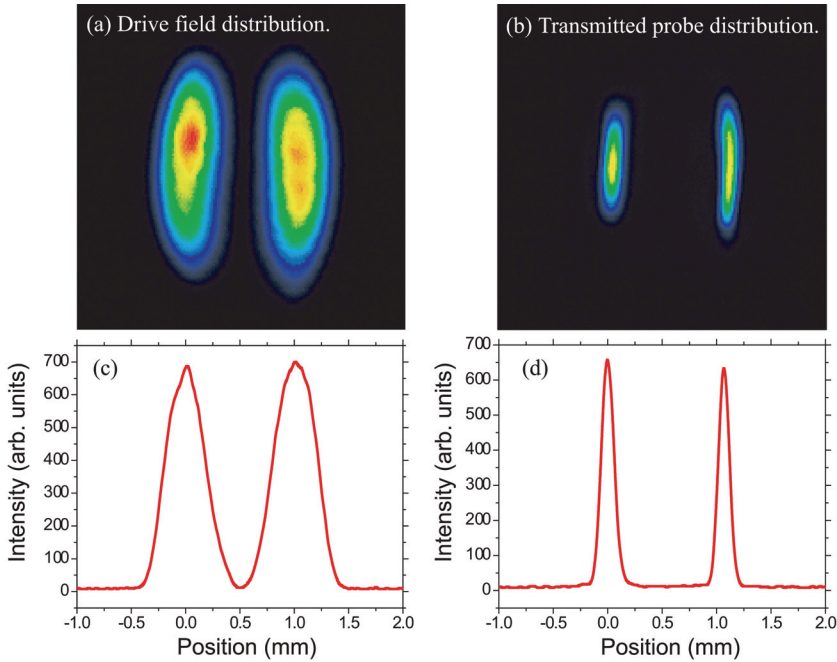 (a) Drive field distribution.
(b) Transmitted probe distribution.
(c)
700
600
500
400
300
200
100
0
Intensity (arb. units)
-1.0 -0.5 0.0 0.5 1.0 1.5 2.0
Position (mm)
(d)
700
600
500
400
300
200
100
0
Intensity (arb. units)
-1.0 -0.5 0.0 0.5 1.0 1.5 2.0
Position (mm)